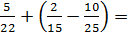 5/22 + (2/15 − 10/25) =